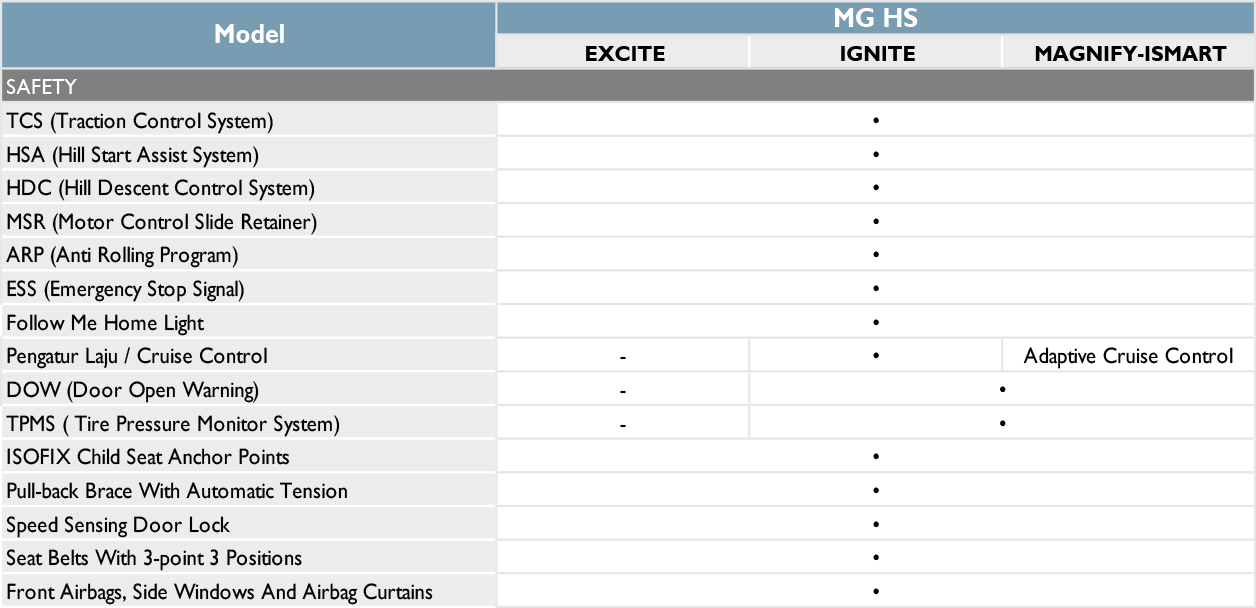 Model
MG HS
EXCITE IGNITE MAGNIFY-ISMART
SAFETY
TCS (Traction Control System) •
HSA (Hill Start Assist System) •
HDC (Hill Descent Control System) •
MSR (Motor Control Slide Retainer) •
ARP (Anti Rolling Program) •
ESS (Emergency Stop Signal) •
Follow Me Home Light •
Pengatur Laju / Cruise Control - • Adaptive Cruise Control
DOW (Door Open Warning) - •
TPMS ( Tire Pressure Monitor System) - •
ISOFIX Child Seat Anchor Points •
Pull-back Brace With Automatic Tension •
Speed Sensing Door Lock •
Seat Belts With 3-point 3 Positions •
Front Airbags, Side Windows And Airbag Curtains •